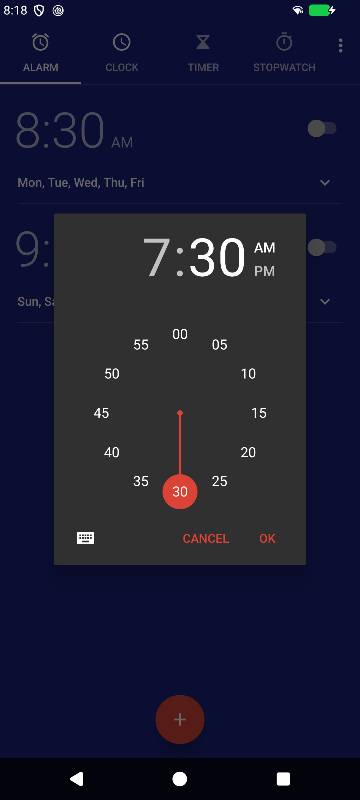 8:18
ALARM CLOCK TIMER STOPWATCH
8:30 AM
Mon, Tue, Wed, Thu, Fri
9:
Sun, Sa
7:30 AM
PM
00
55 05
50 10
45 15
40 20
35 25
30
CANCEL OK